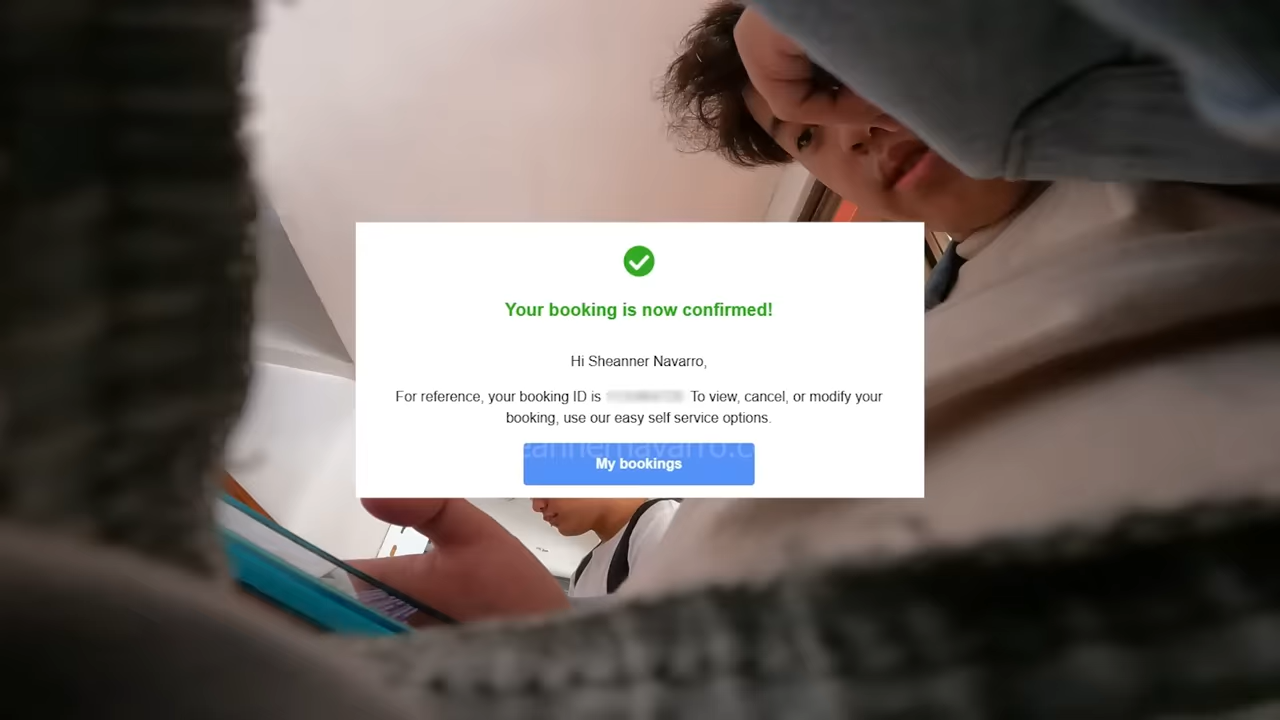 Your booking is now confirmed!
Hi Sheanner Navarro,
For reference, your booking ID is To view, cancel, or modify your
booking, use our easy self service options.
My bookings